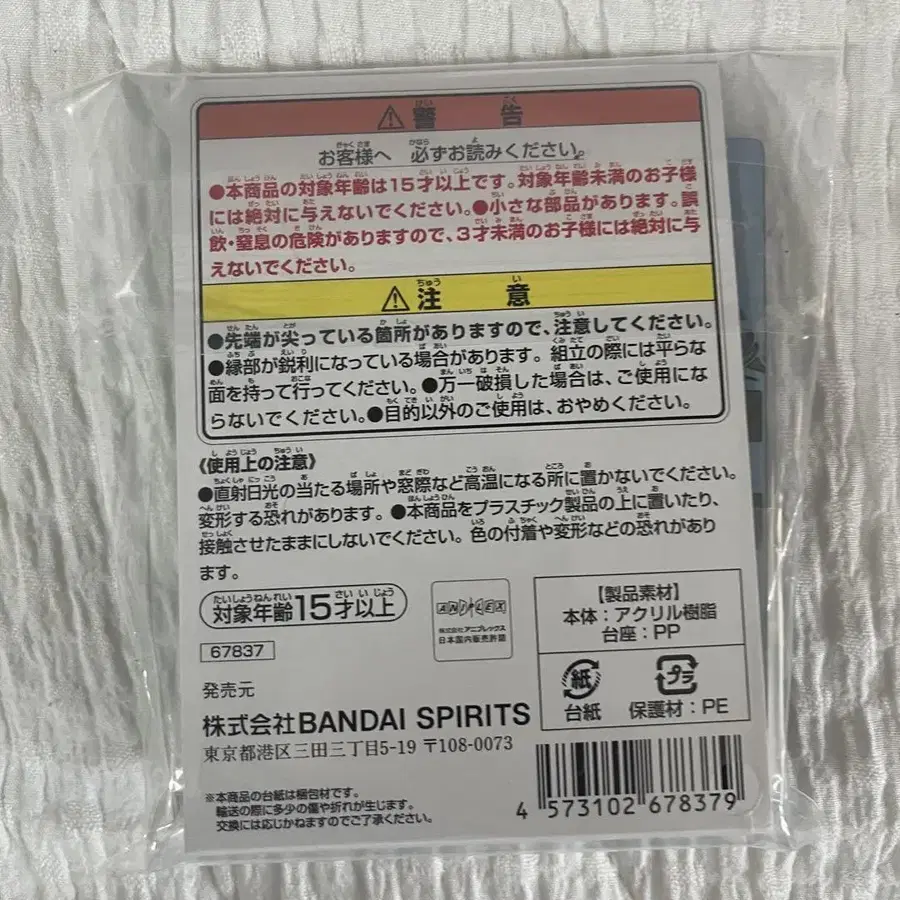 警告
お客様へ 必ずお読みください。
●本商品の対象年齢は15才以上です。対象年齢未満のお子様
には絶対に与えないでください。●小さな部品があります。誤
飲・窒息の危険がありますので、3才未満のお子様には絶対に与
えないでください。
注意
●先端が尖っている箇所がありますので、注意してください。
●縁部が鋭利になっている場合があります。組立の際には平らな
面を持って行ってください。●万一破損した場合は、ご使用にな
らないでください。●目的以外のご使用は、おやめください。
《使用上の注意》
●直射日光の当たる場所や窓際など高温になる所に置かないでください。
変形する恐れがあります。●本商品をプラスチック製品の上に置いたり、
接触させたままにしないでください。色の付着や変形などの恐れがあり
ます。
対象年齢15才以上
ANIPLEX
株式会社アニプレックス
日本国内販売許諾
【製品素材】
本体：アクリル樹脂
台座：PP
67837
紙
台紙
プラ
保護材：PE
発売元
株式会社BANDAI SPIRITS
東京都港区三田三丁目5-19 〒108-0073
※本商品の台紙は梱包材です。
輸送の際に多少の傷や折れが生じます。
交換には応じかねますのでご了承ください。
4 573102 678379